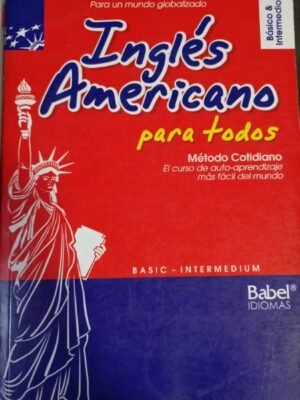 Para un mundo globalizado
Básico &
Intermedio
Inglés
Americano
para todos
Método Cotidiano
El curso de auto-aprendizaje
más fácil del mundo
BASIC - INTERMEDIUM
Babel®
IDIOMAS